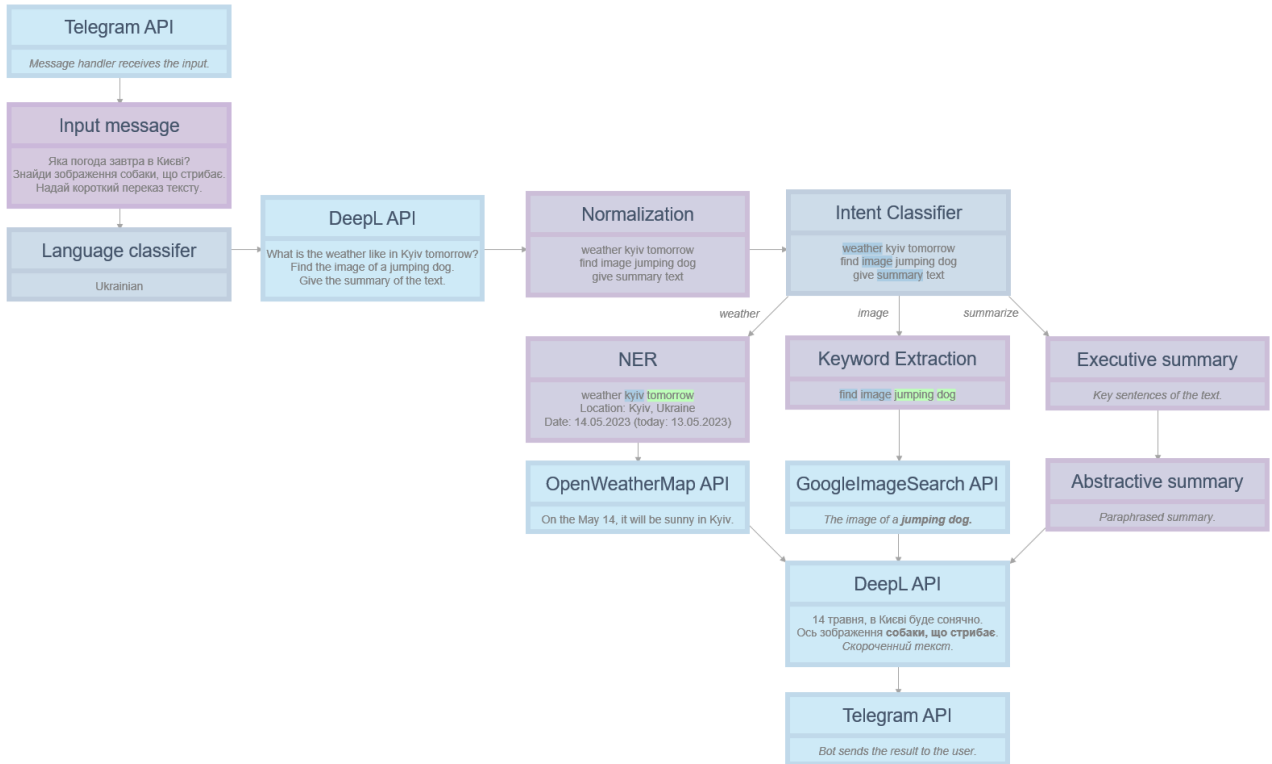 Telegram API
Message handler receives the input.
Input message
Яка погода завтра в Києві?
Знайди зображення собаки, що стрибає.
Надай короткий переказ тексту.
Language classifer
Ukrainian
DeepL API
What is the weather like in Kyiv tomorrow?
Find the image of a jumping dog.
Give the summary of the text.
Normalization
weather kyiv tomorrow
find image jumping dog
give summary text
Intent Classifier
weather kyiv tomorrow
find image jumping dog
give summary text
weather
image
summarize
NER
weather kyiv tomorrow
Location: Kyiv, Ukraine
Date: 14.05.2023 (today: 13.05.2023)
Keyword Extraction
find image jumping dog
Executive summary
Key sentences of the text.
OpenWeatherMap API
On the May 14, it will be sunny in Kyiv.
GoogleImageSearch API
The image of a jumping dog.
Abstractive summary
Paraphrased summary.
DeepL API
14 травня, в Києві буде сонячно.
Ось зображення собаки, що стрибає.
Скороченний текст.
Telegram API
Bot sends the result to the user.